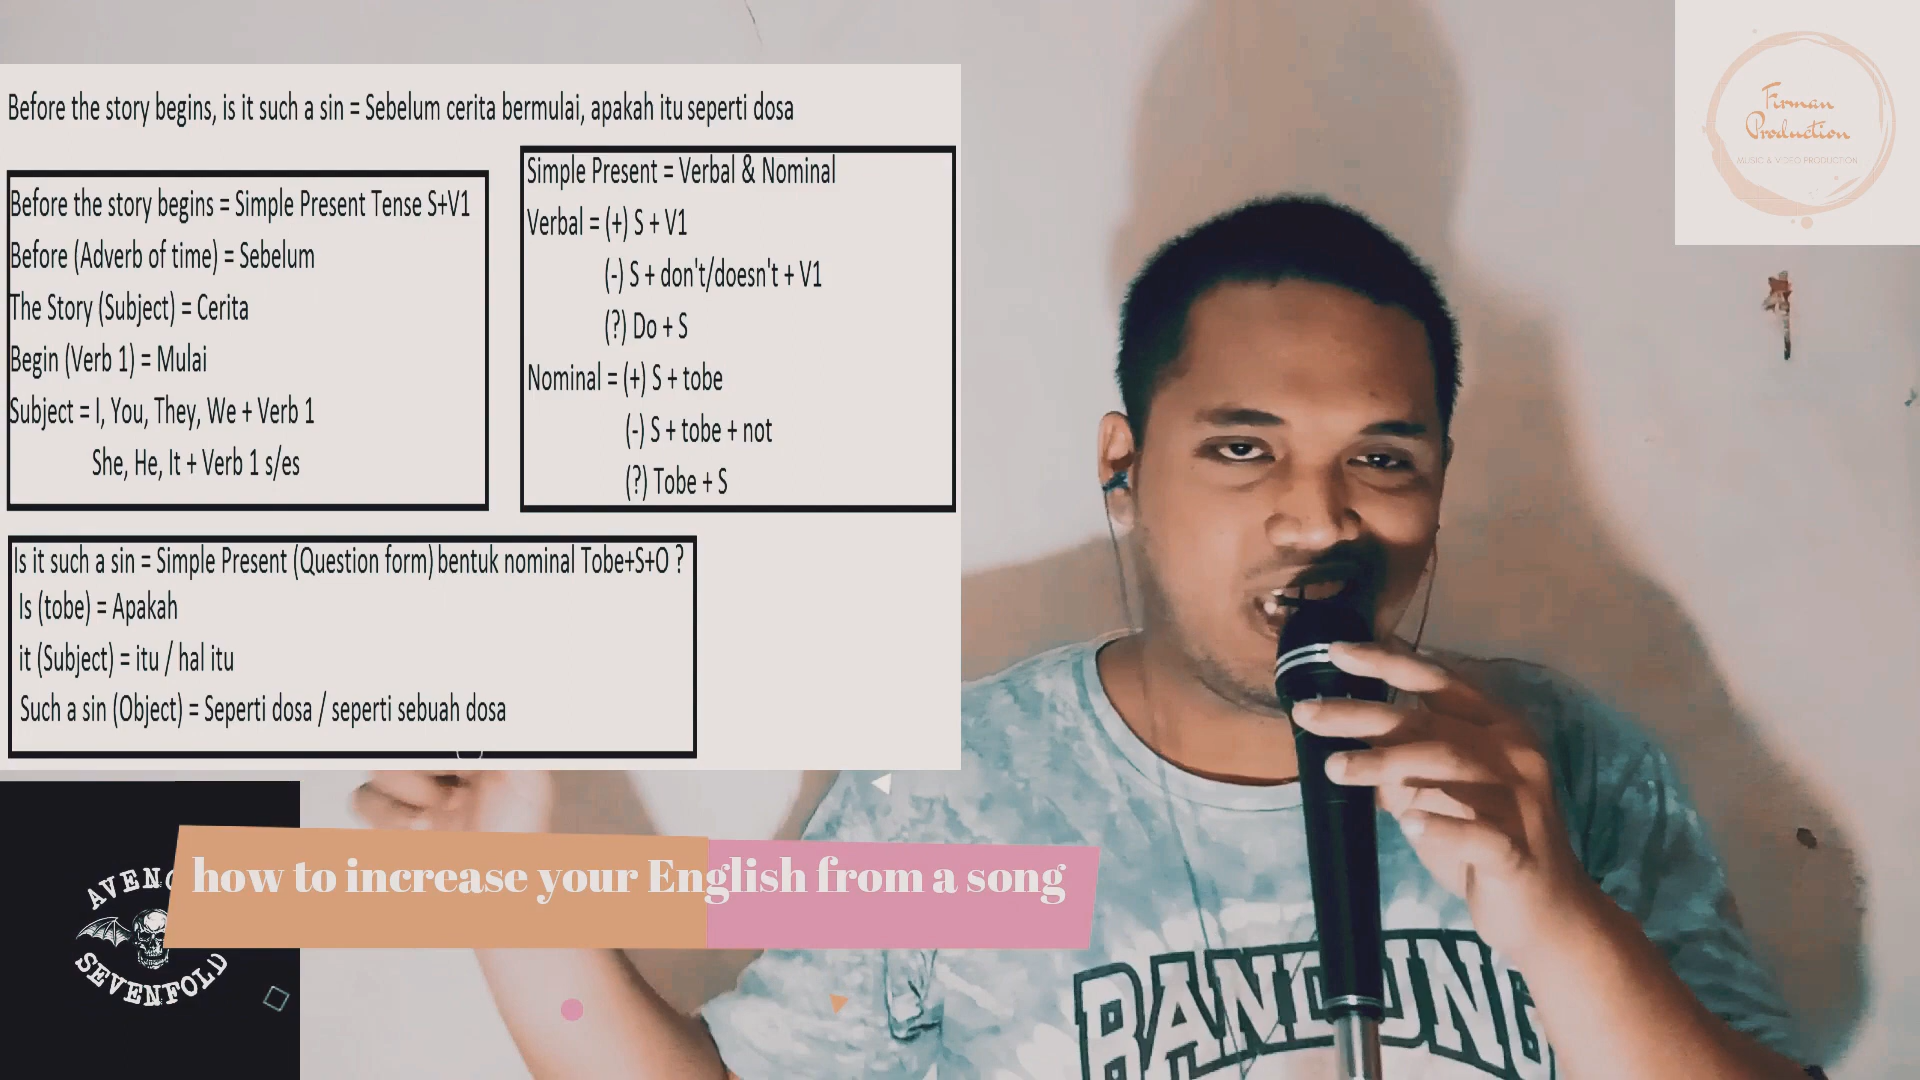 Before the story begins, is it such a sin = Sebelum cerita bermulai, apakah itu seperti dosa
Before the story begins = Simple Present Tense S+V1
Before (Adverb of time) = Sebelum
The Story (Subject) = Cerita
Begin (Verb 1) = Mulai
Subject = I, You, They, We + Verb 1
She, He, It + Verb 1 s/es
Simple Present = Verbal & Nominal
Verbal = (+) S + V1
(-) S + don't/doesn't + V1
(?) Do + S
Nominal = (+) S + tobe
(-) S + tobe + not
(?) Tobe + S
Is it such a sin = Simple Present (Question form) bentuk nominal Tobe+S+O ?
Is (tobe) = Apakah
it (Subject) = itu / hal itu
Such a sin (Object) = Seperti dosa / seperti sebuah dosa
Firman
Production
MUSIC & VIDEO PRODUCTION
how to increase your English from a song
SEVENFOLD
BANDUNG